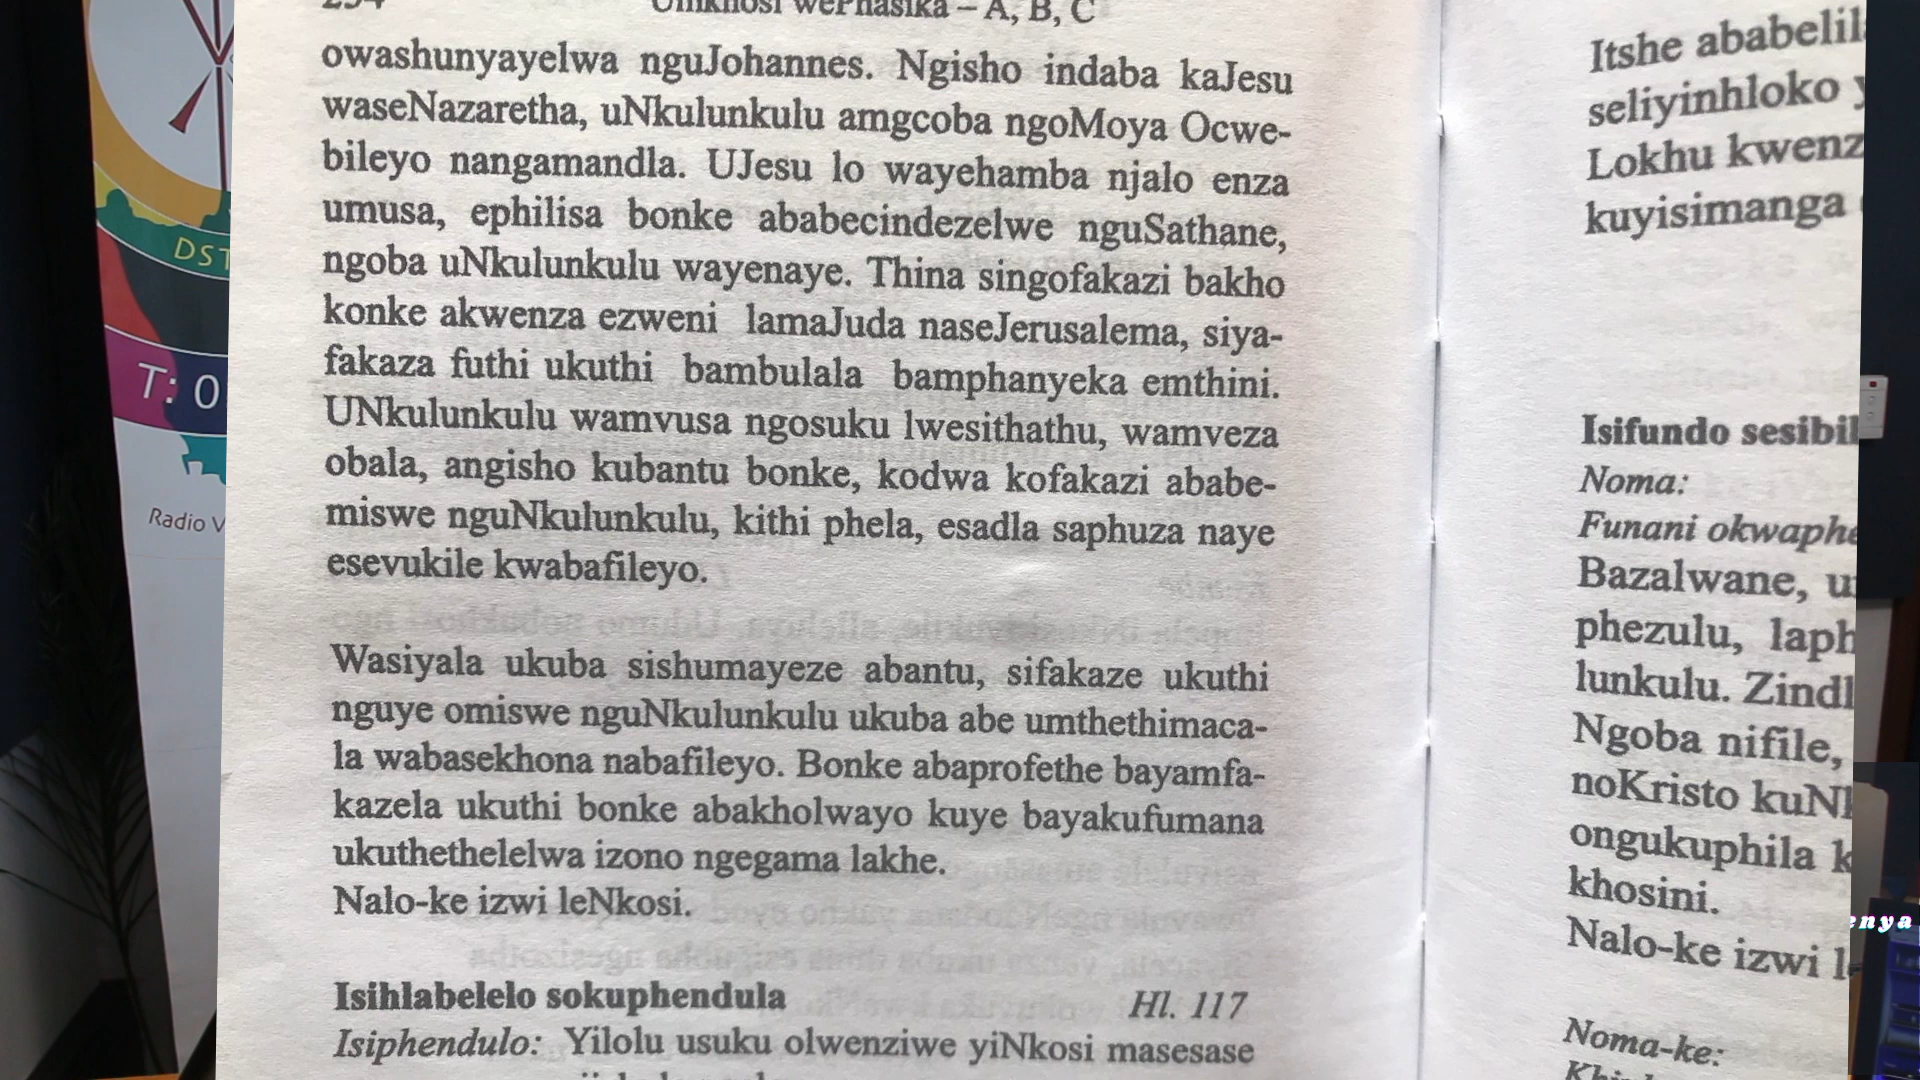 Umkhosi wePhasika – A, B, C
owashunyayelwa nguJohannes. Ngisho indaba kaJesu
waseNazaretha, uNkulunkulu amgcoba ngoMoya Ocwe-
bileyo nangamandla. UJesu lo wayehamba njalo enza
umusa, ephilisa bonke ababecindezelwe nguSathane,
ngoba uNkulunkulu wayenaye. Thina singofakazi bakho
konke akwenza ezweni lamaJuda naseJerusalema, siya-
fakaza futhi ukuthi bambulala bamphanyeka emthini.
UNkulunkulu wamvusa ngosuku lwesithathu, wamveza
obala, angisho kubantu bonke, kodwa kofakazi ababe-
miswe nguNkulunkulu, kithi phela, esadla saphuza naye
esevukile kwabafileyo.
Wasiyala ukuba sishumayeze abantu, sifakaze ukuthi
nguye omiswe nguNkulunkulu ukuba abe umthethimaca-
la wabasekhona nabafileyo. Bonke abaprofethe bayamfa-
kazela ukuthi bonke abakholwayo kuye bayakufumana
ukuthethelelwa izono ngegama lakhe.
Nalo-ke izwi leNkosi.
Isihlabelelo sokuphendula Hl. 117
Isiphendulo: Yilolu usuku olwenziwe yiNkosi masesase
Itshe ababelil
seliyinhloko
Lokhu kwenz
kuyisimanga
Isifundo sesibil
Noma:
Funani okwaphe
Bazalwane, u
phezulu, laph
lunkulu. Zindl
Ngoba nifile,
noKristo kuN
ongukuphila k
khosini.
Nalo-ke izwi l
Noma-ke:
DST
T: 0
Radio V
enya